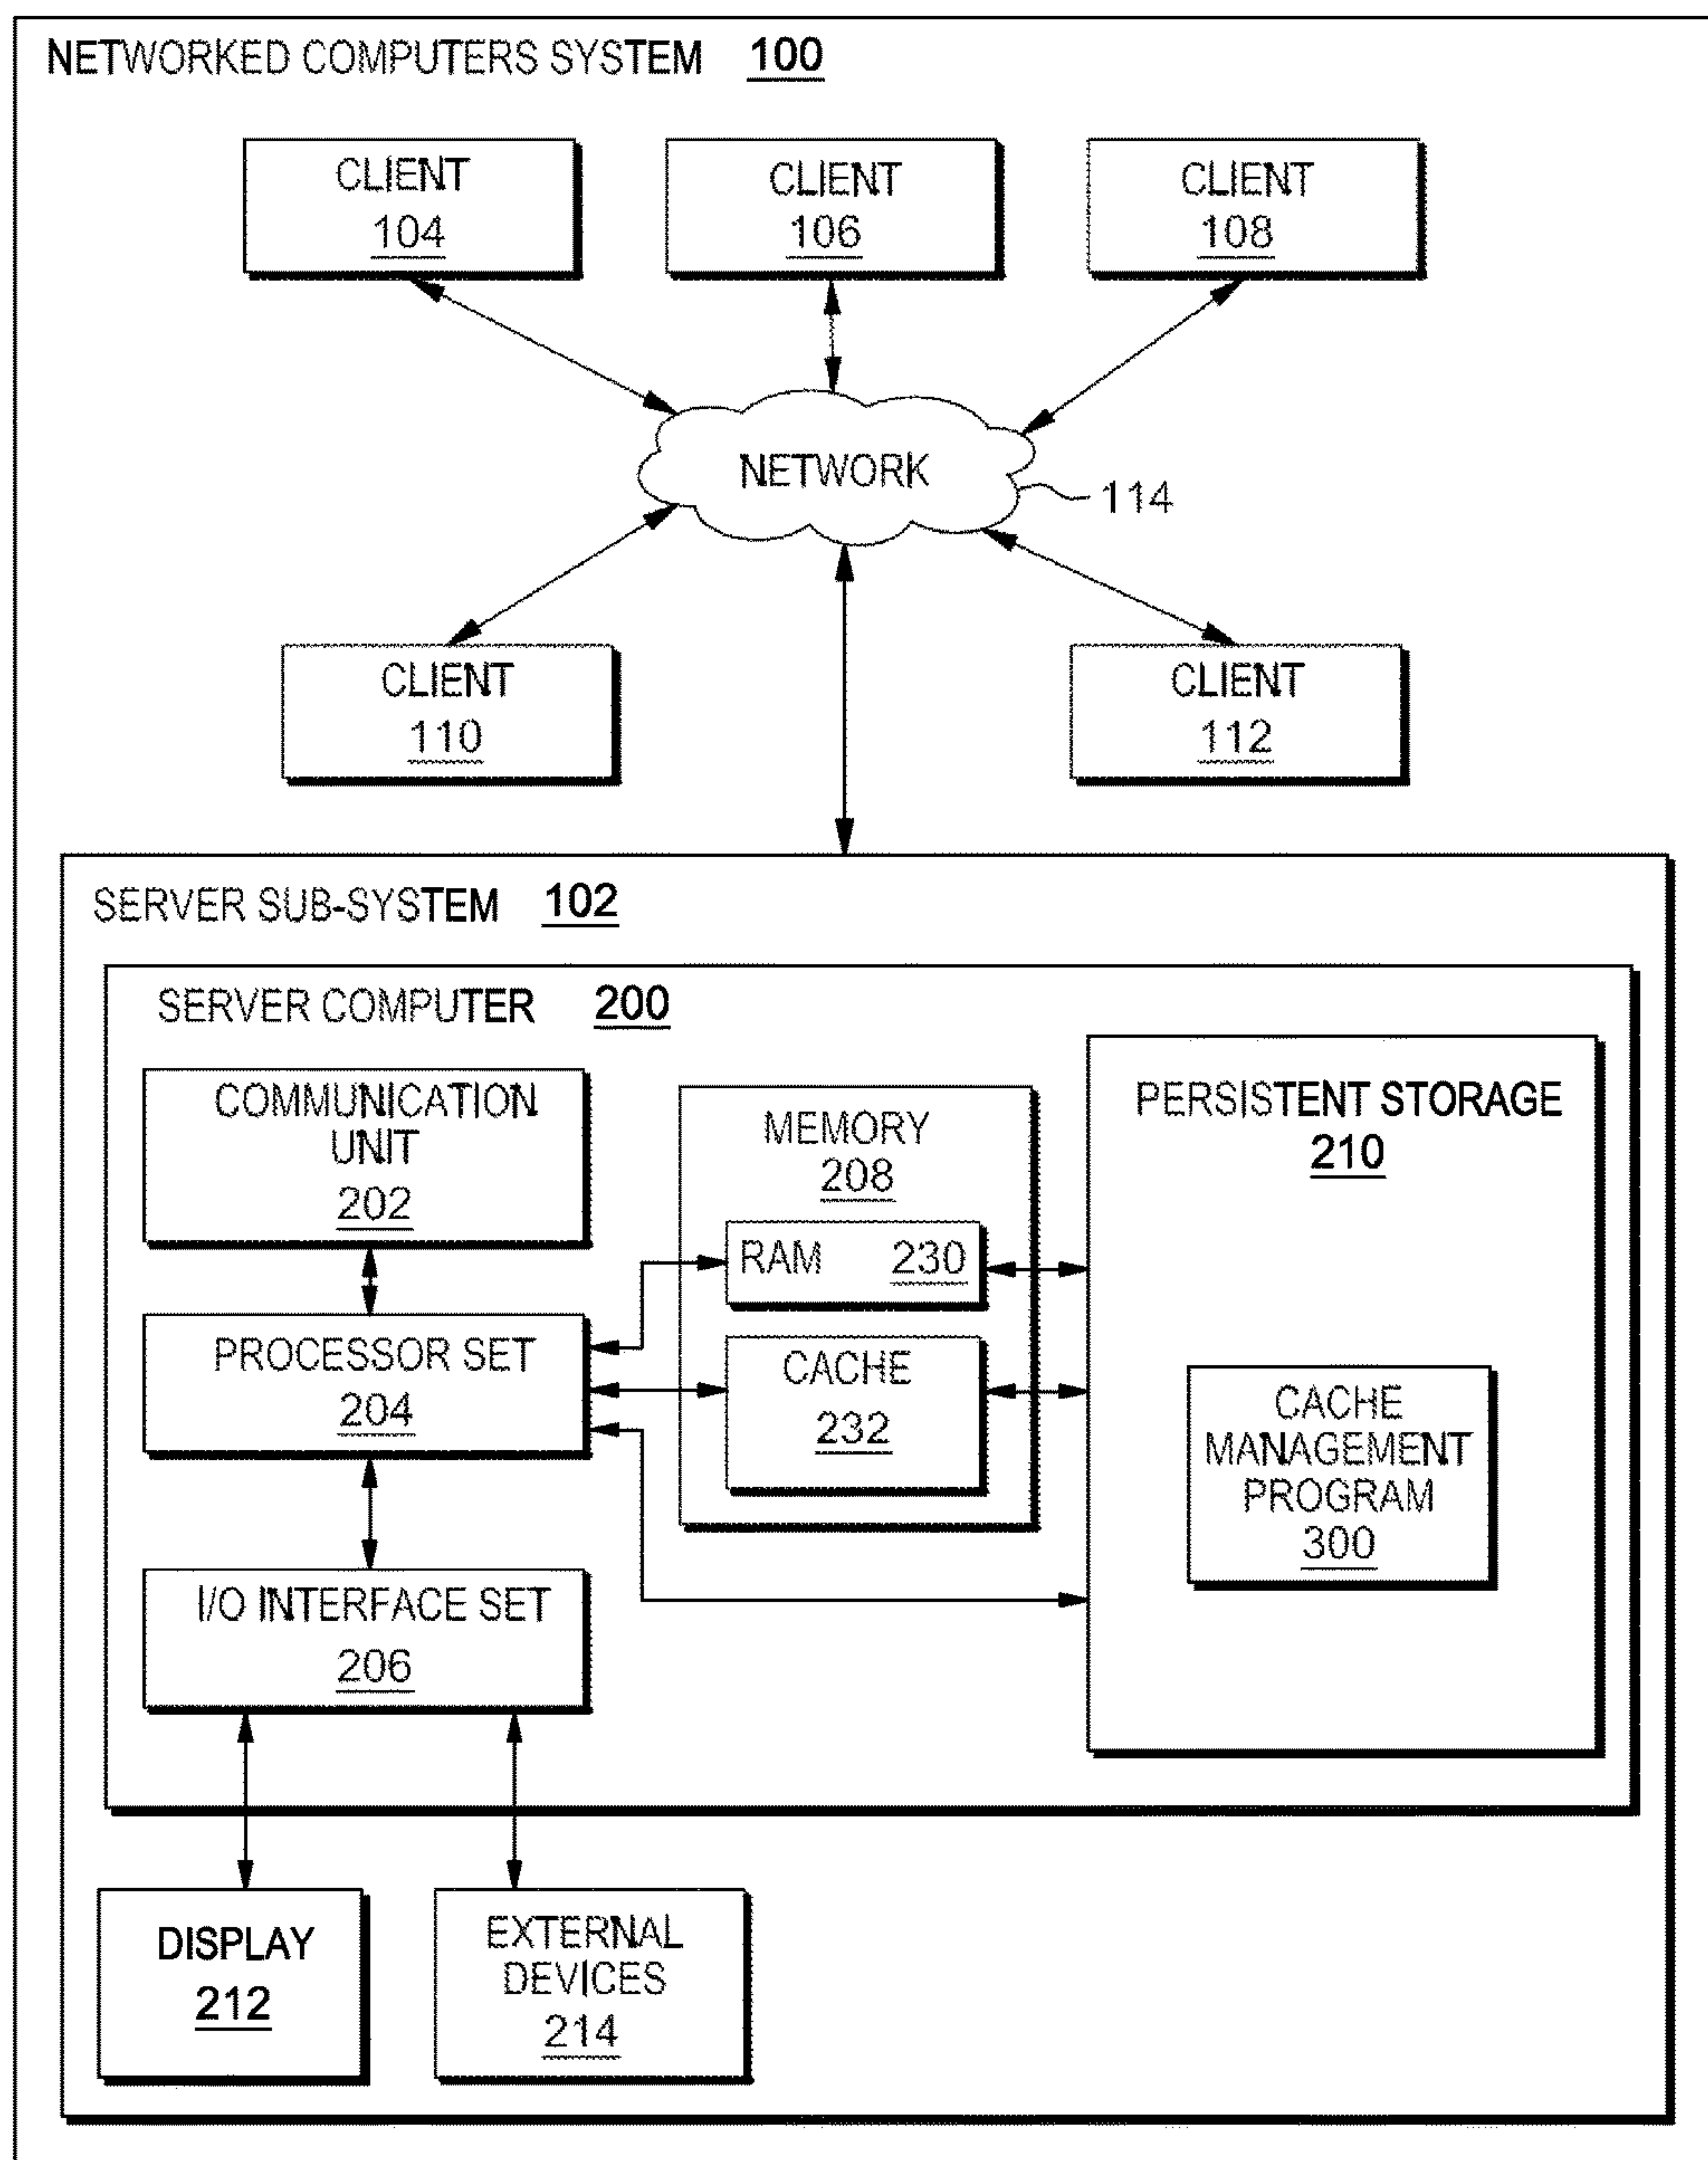 NETWORKED COMPUTERS SYSTEM 100
CLIENT
104
CLIENT
106
CLIENT
108
NETWORK
114
CLIENT
110
CLIENT
112
SERVER SUB-SYSTEM 102
SERVER COMPUTER 200
COMMUNICATION
UNIT
202
PROCESSOR SET
204
I/O INTERFACE SET
206
MEMORY
208
RAM 230
CACHE
232
PERSISTENT STORAGE
210
CACHE
MANAGEMENT
PROGRAM
300
DISPLAY
212
EXTERNAL
DEVICES
214